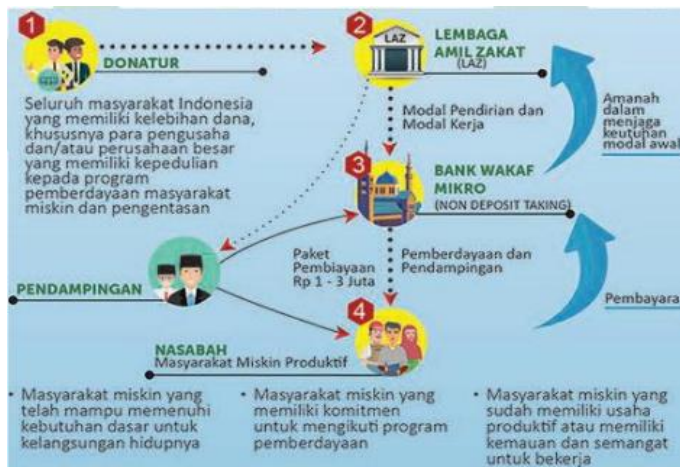 1
DONATUR
Seluruh masyarakat Indonesia
yang memiliki kelebihan dana,
khususnya para pengusaha
dan/atau perusahaan besar
yang memiliki kepedulian
kepada program
pemberdayaan masyarakat
miskin dan pengentasan
2
LAZ
LEMBAGA
AMIL ZAKAT
(LAZ)
Modal Pendirian dan
Modal Kerja
Amanah
dalam
menjaga
keutuhan
modal awal
3
BANK WAKAF
MIKRO
(NON DEPOSIT TAKING)
PENDAMPINGAN
Paket
Pembiayaan
Rp 1 - 3 Juta
Pemberdayaan dan
Pendampingan
Pembayara
4
NASABAH
Masyarakat Miskin Produktif
• Masyarakat miskin yang
telah mampu memenuhi
kebutuhan dasar untuk
kelangsungan hidupnya
• Masyarakat miskin yang
memiliki komitmen
untuk mengikuti program
pemberdayaan
• Masyarakat miskin yang
sudah memiliki usaha
produktif atau memiliki
kemauan dan semangat
untuk bekerja